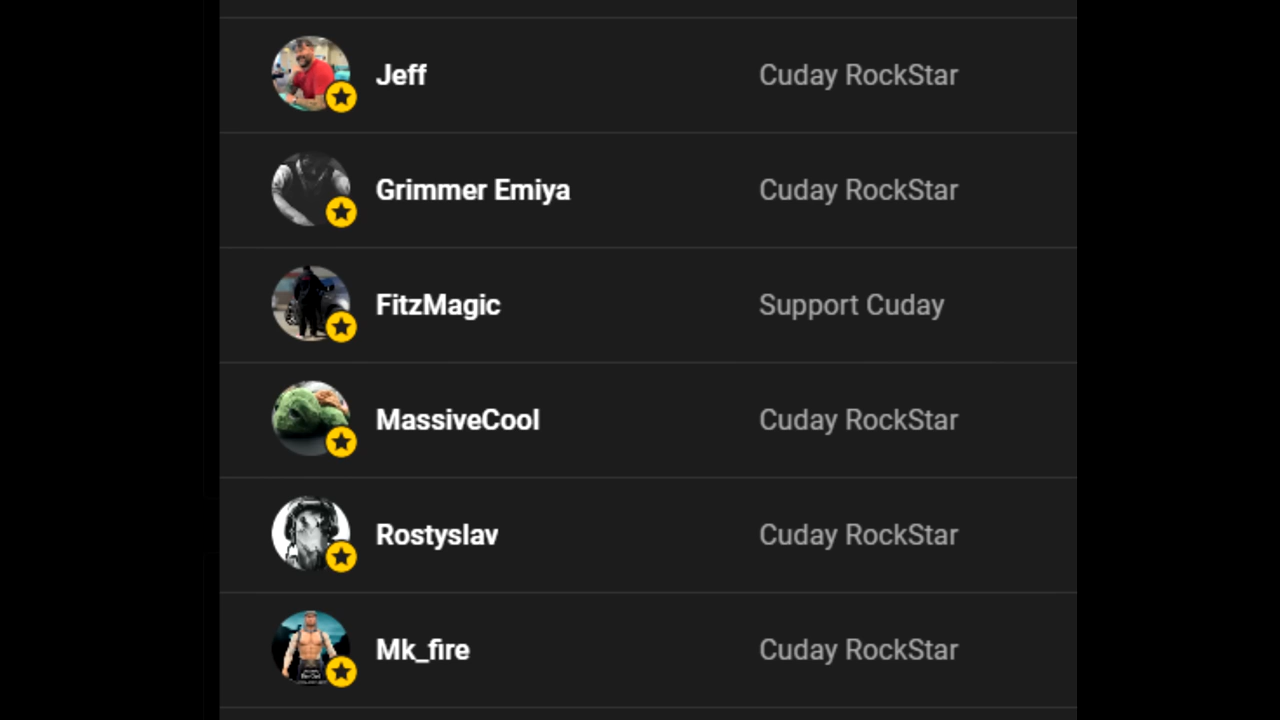 Jeff Cuday RockStar
Grimmer Emiya Cuday RockStar
FitzMagic Support Cuday
MassiveCool Cuday RockStar
Rostyslav Cuday RockStar
Mk_fire Cuday RockStar